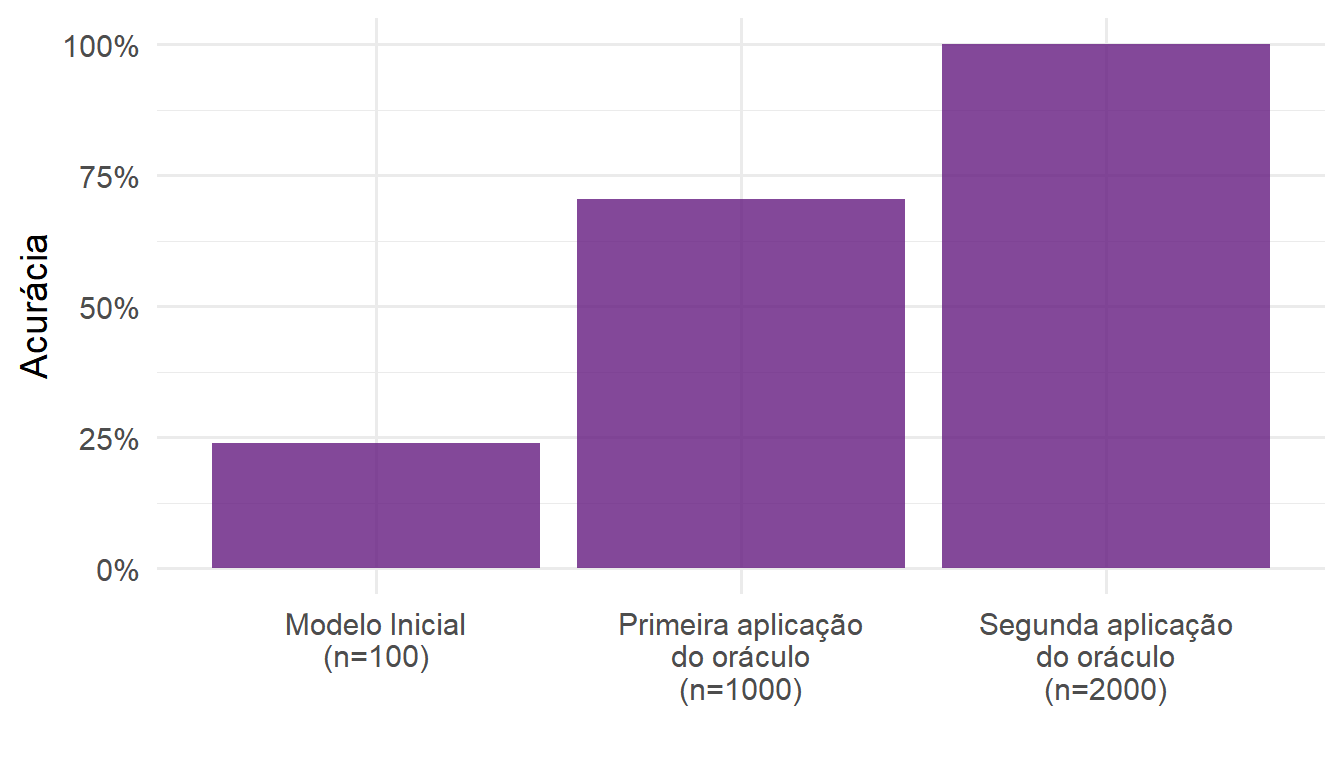 100%
75%
50%
25%
0%
Acurácia
Modelo Inicial
(n=100)
Primeira aplicação
do oráculo
(n=1000)
Segunda aplicação
do oráculo
(n=2000)